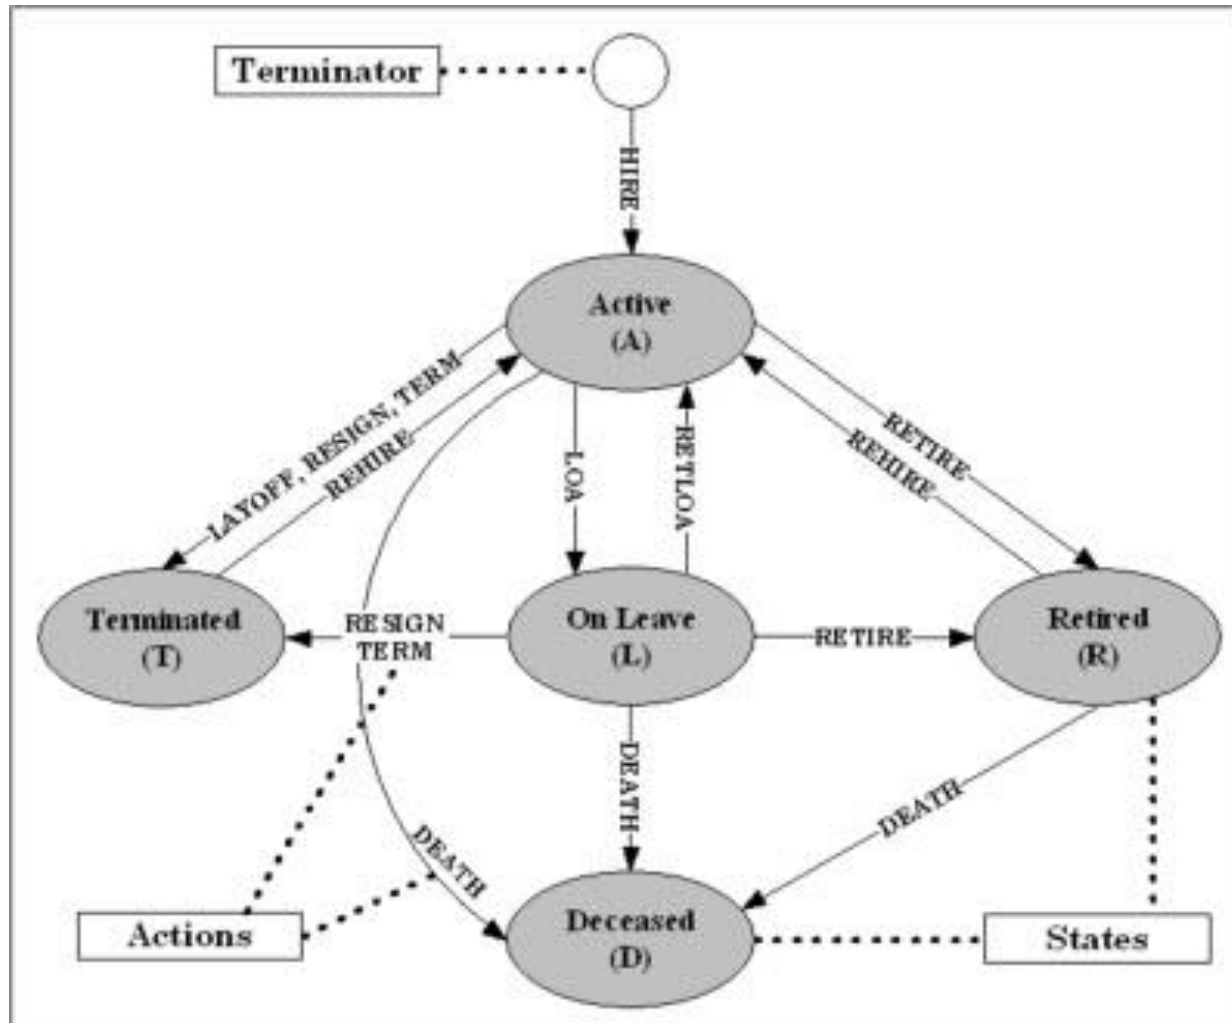 Terminator
HIRE
Active
(A)
LAYOFF, RESIGN, TERM
REHIRE
LOA
RETLOA
RETIRE
REHIRE
Terminated
(T)
RESIGN
TERM
On Leave
(L)
RETIRE
Retired
(R)
DEATH
DEATH
DEATH
Actions
Deceased
(D)
States